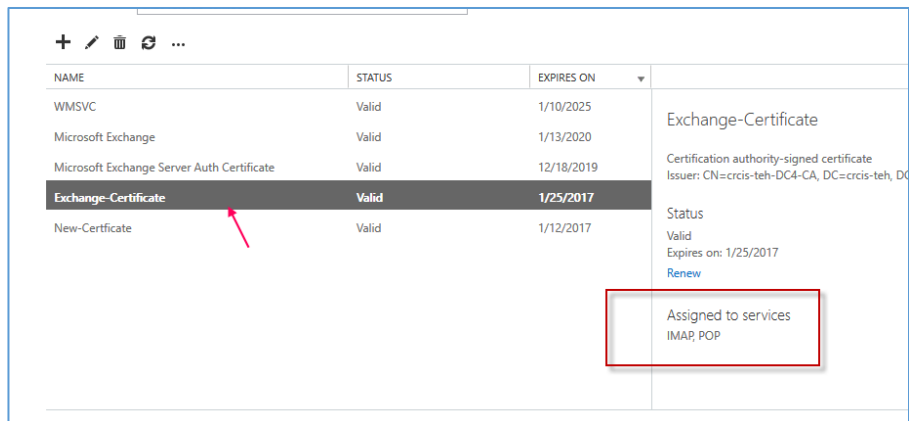 NAME STATUS EXPIRES ON
WMSVC Valid 1/10/2025
Microsoft Exchange Valid 1/13/2020
Microsoft Exchange Server Auth Certificate Valid 12/18/2019
Exchange-Certificate Valid 1/25/2017
New-Certficate Valid 1/12/2017
Exchange-Certificate
Certification authority-signed certificate
Issuer: CN=crcis-teh-DC4-CA, DC=crcis-teh, DC
Status
Valid
Expires on: 1/25/2017
Renew
Assigned to services
IMAP, POP